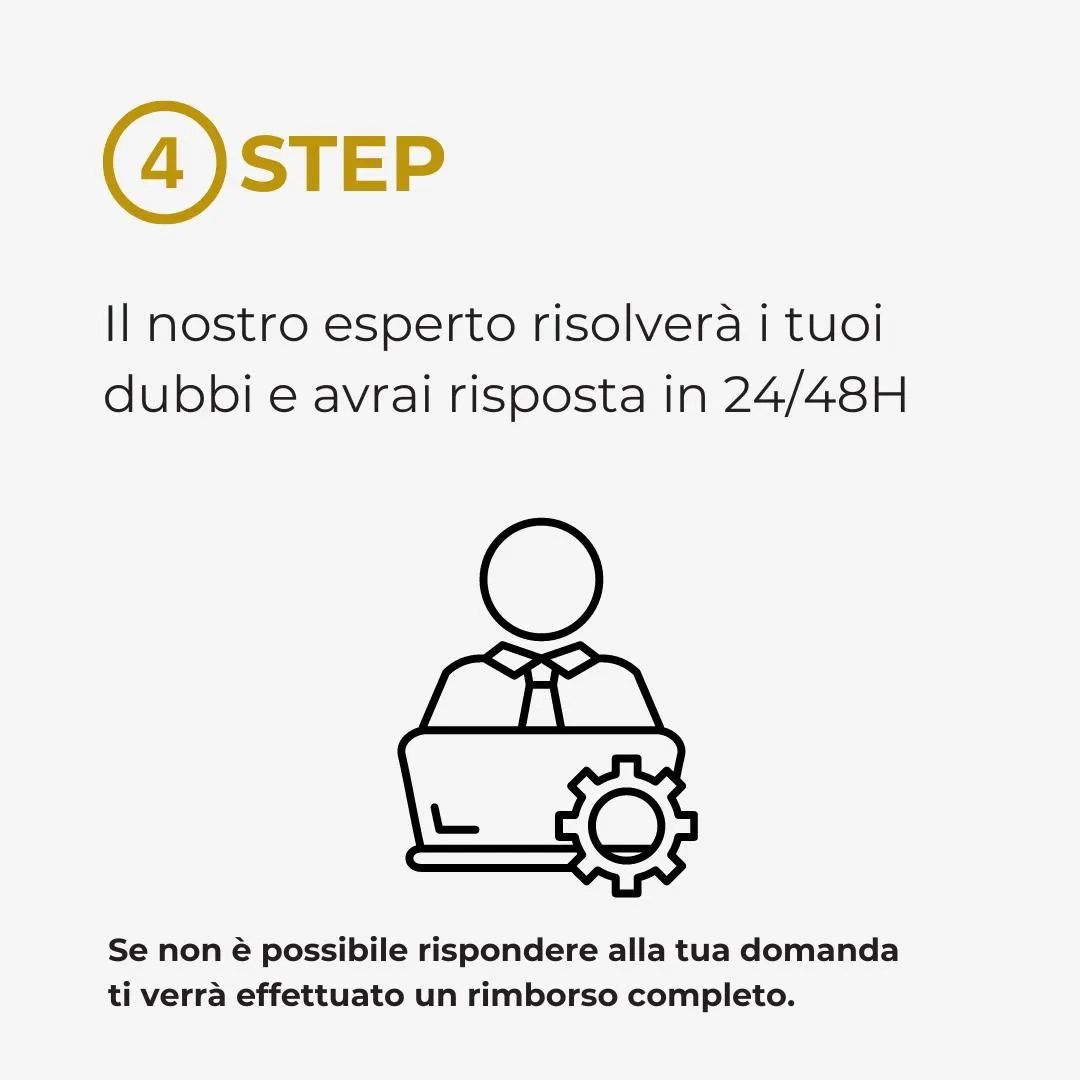 4 STEP
Il nostro esperto risolverà i tuoi
dubbi e avrai risposta in 24/48H
Se non è possibile rispondere alla tua domanda
ti verrà effettuato un rimborso completo.